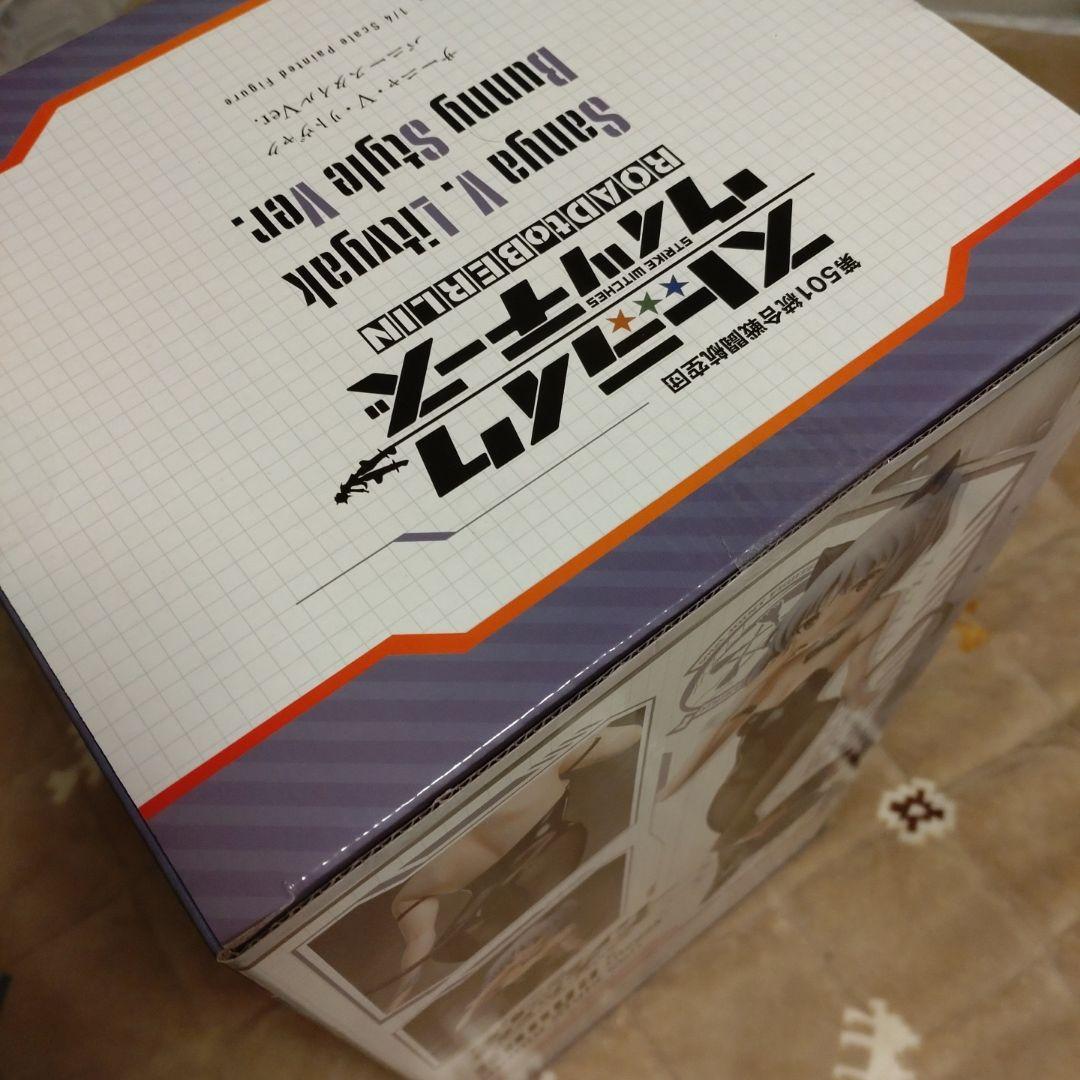 第501統合戦闘航空団
ストライク
STRIKE WITCHES
ウィッチーズ
ROAD to BERLIN
Sanya V. Litvyak
Bunny Style Ver.
サーニャ・V・リトヴャク
バニースタイルVer.
1/4 Scale Painted Figure